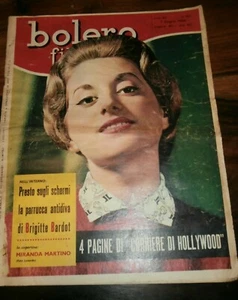 bolero
fi
NELL'INTERNO:
Presto sugli schermi
la parrucca antidiva
di Brigitte Bardot
In copertina:
MIRANDA MARTINO
4 PAGINE DI "CORRIERE DI HOLLYWOOD"